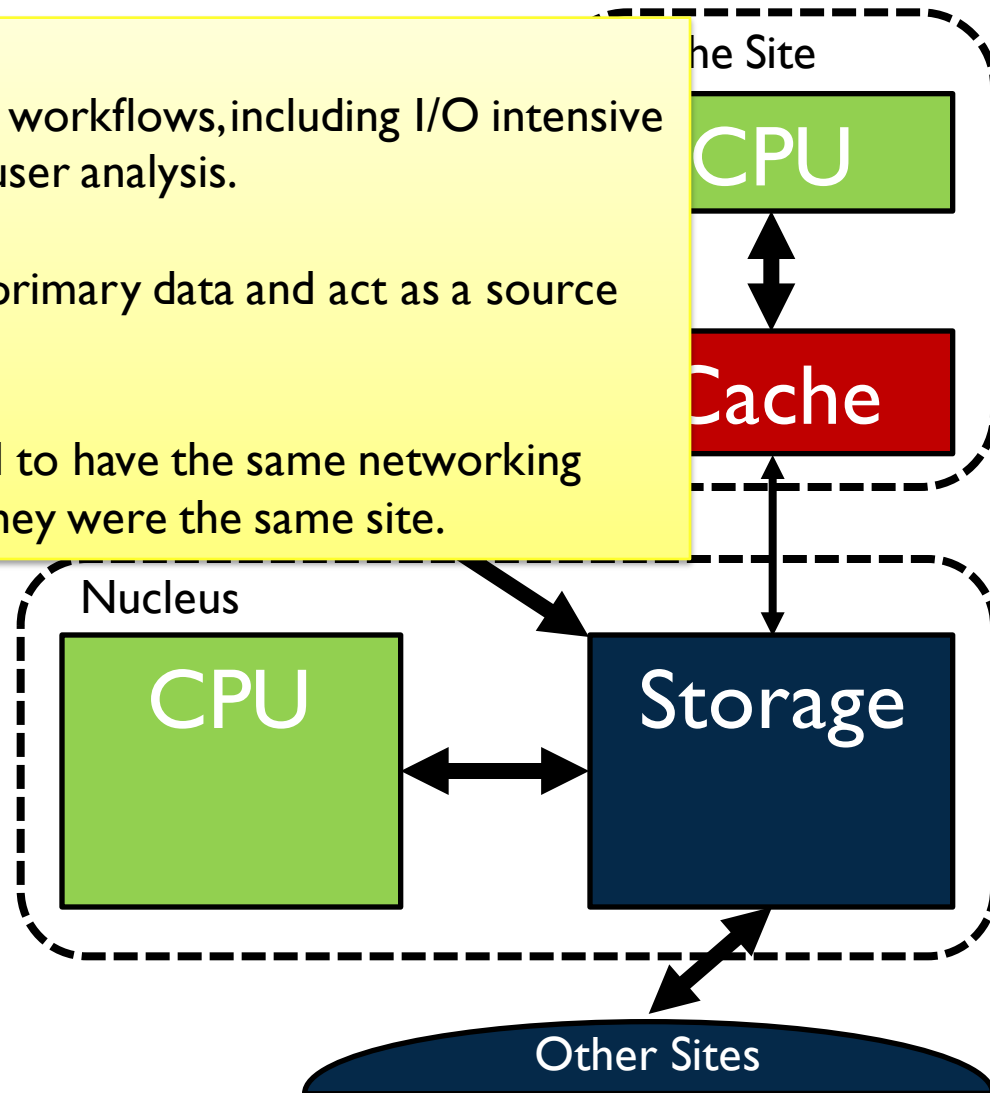 he Site
workflows, including I/O intensive
user analysis.
CPU
primary data and act as a source
Cache
to have the same networking
they were the same site.
Nucleus
CPU
Storage
Other Sites